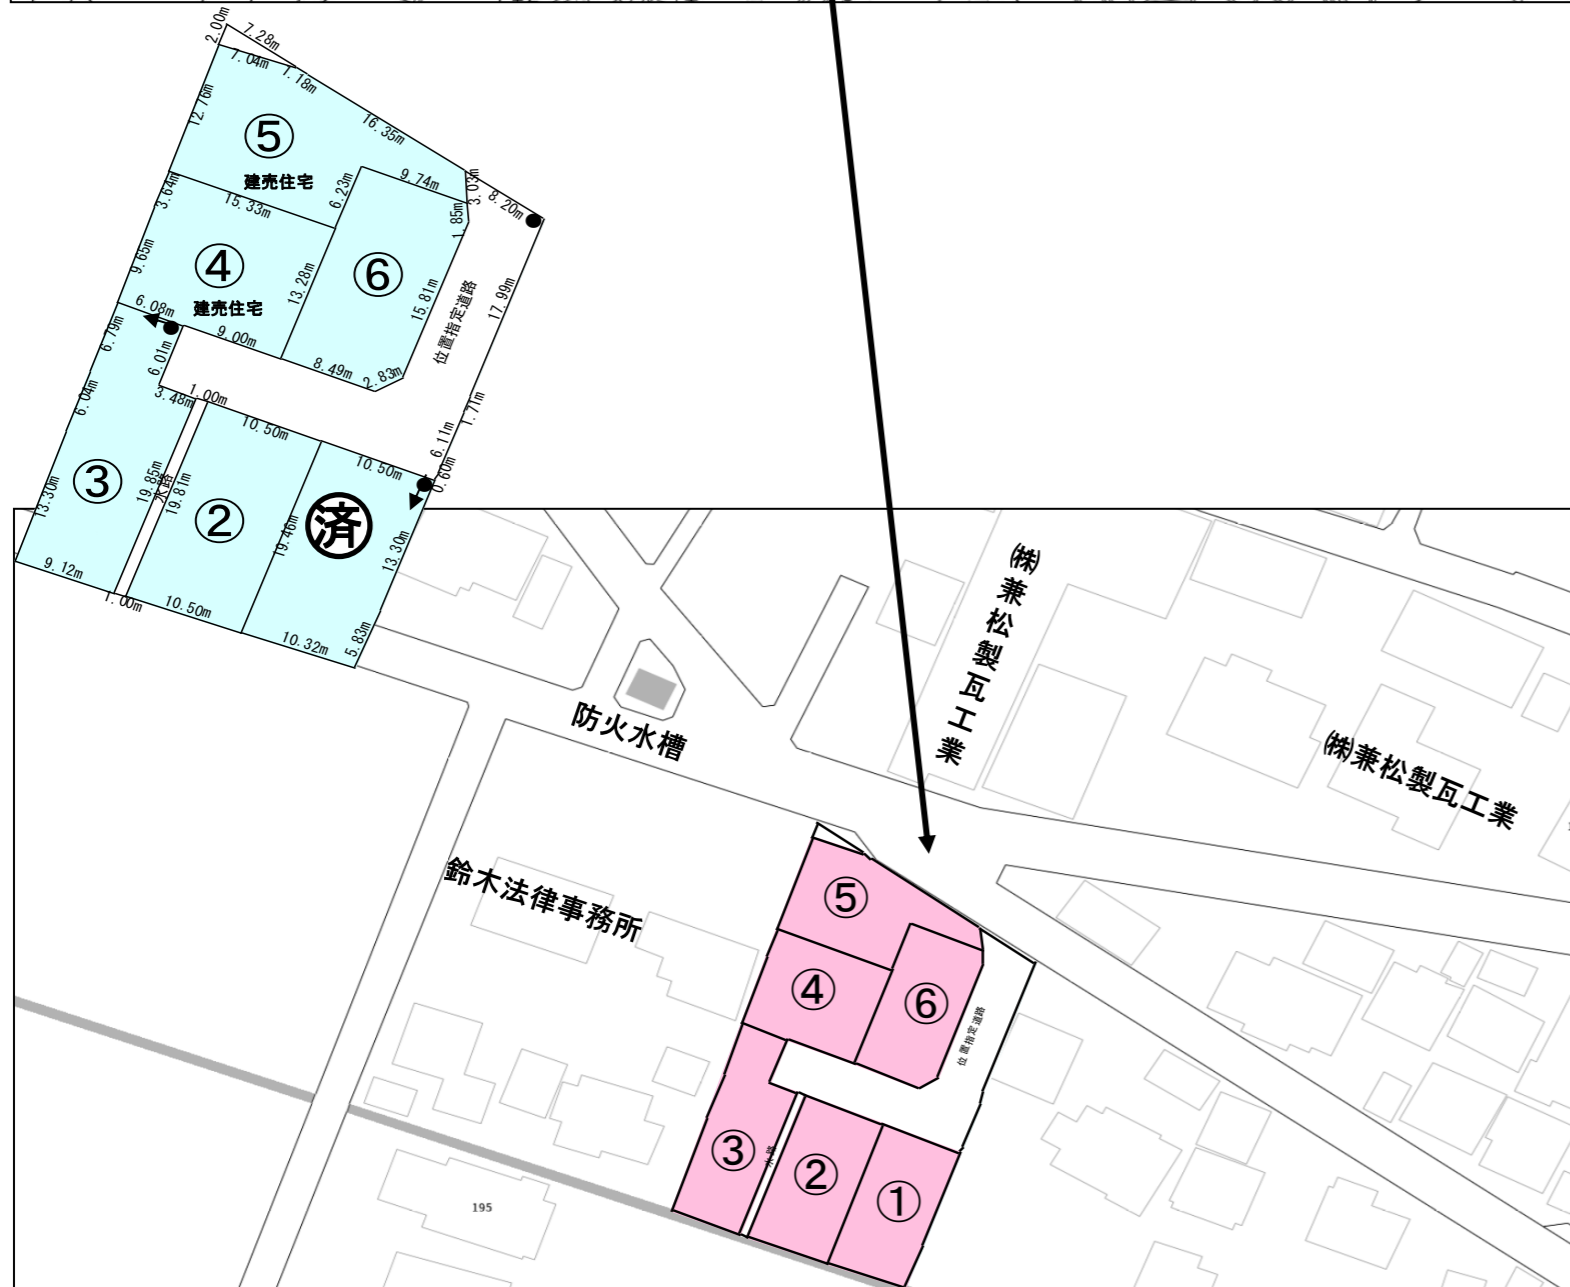 2.00m
7.28m
7.04m
1.18m
12.76m
16.35m
⑤
建売住宅
3.64m
15.33m
6.23m
9.74m
3.03m
8.20m
1.85m
9.65m
④
建売住宅
13.28m
⑥
15.81m
位置指定道路
17.99m
6.08m
9.00m
8.49m
2.83m
6.79m
6.01m
6.04m
3.48m
1.00m
10.50m
10.50m
1.71m
6.11m
0.60m
③
13.30m
19.85m
水路
19.81m
②
19.46m
済
13.30m
9.12m
1.00m
10.50m
10.32m
5.83m
防火水槽
㈱兼松製瓦工業
㈱兼松製瓦工業
鈴木法律事務所
⑤
④
⑥
位置指定道路
③
水路
②
①
195